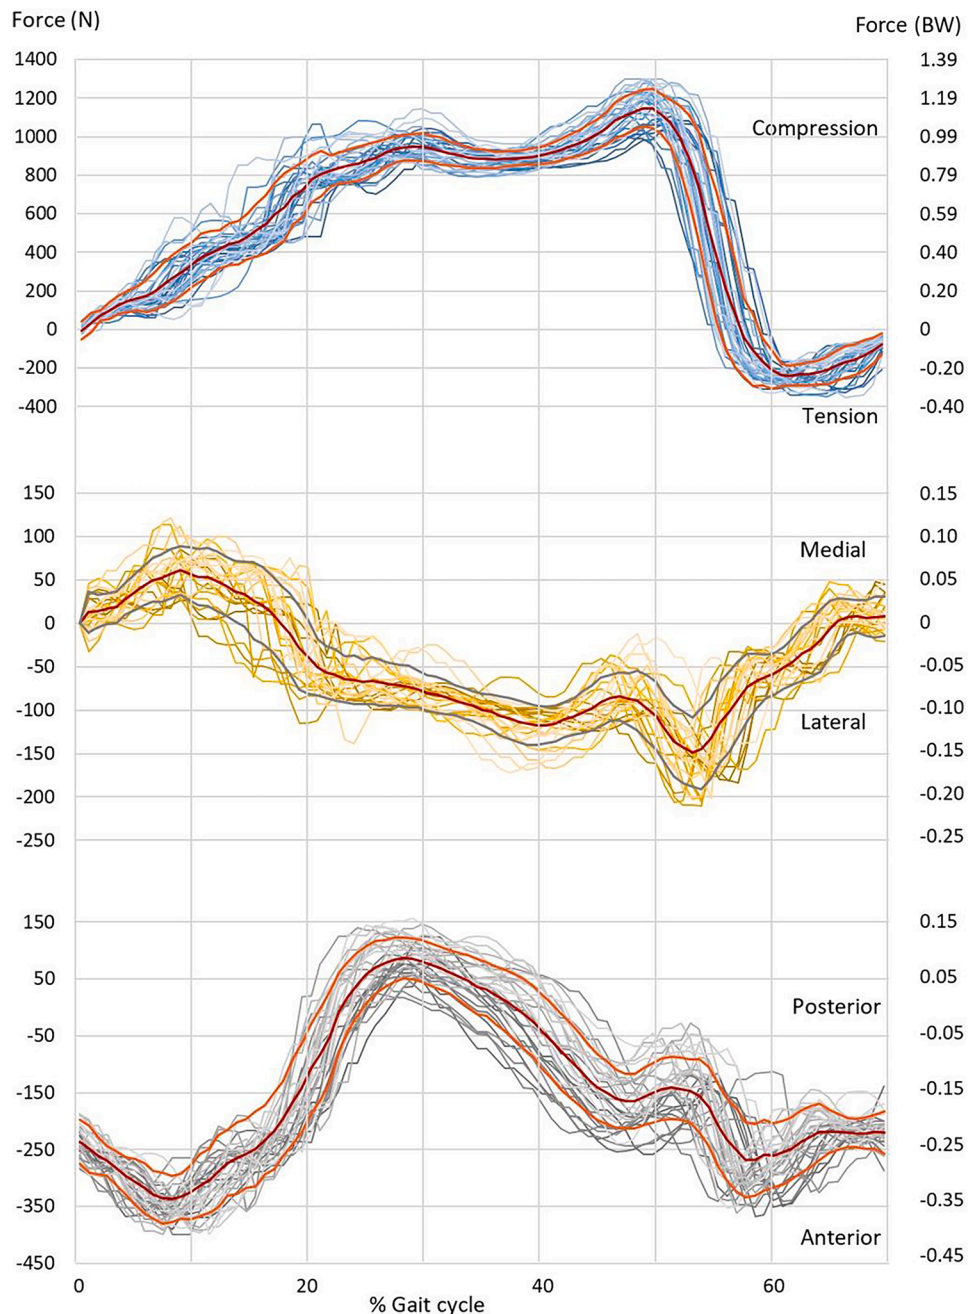 Force (N) Force (BW)
1400 1.39
1200 1.19
Compression
1000 0.99
800 0.79
600 0.59
400 0.40
200 0.20
0 0
-200 -0.20
-400 -0.40
Tension
150 0.15
100 0.10
Medial
50 0.05
0 0
-50 -0.05
-100 -0.10
Lateral
-150 -0.15
-200 -0.20
-250 -0.25
150 0.15
50 0.05
Posterior
-50 -0.05
-150 -0.15
-250 -0.25
-350 -0.35
Anterior
-450 -0.45
0 20 40 60
% Gait cycle